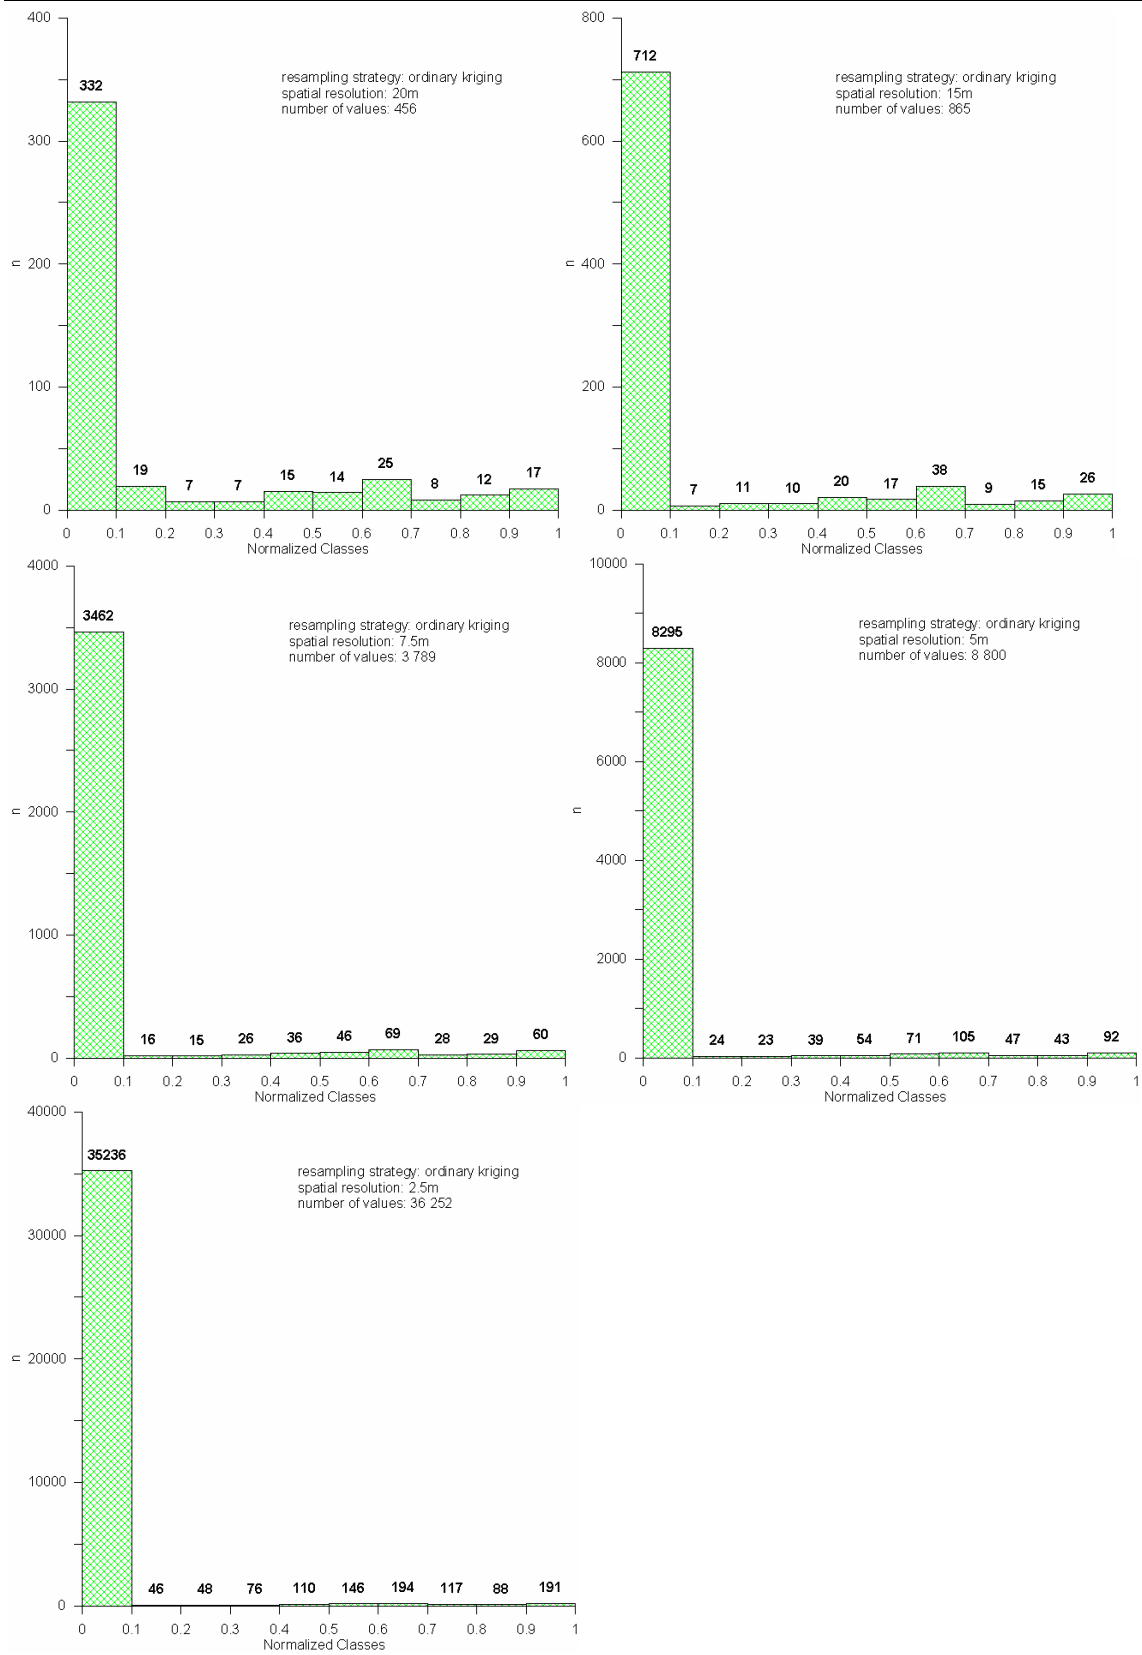 400
300
200
100
0
n
332
19
7
7
15
14
25
8
12
17
resampling strategy: ordinary kriging
spatial resolution: 20m
number of values: 456
0 0.1 0.2 0.3 0.4 0.5 0.6 0.7 0.8 0.9 1
Normalized Classes
800
600
400
200
0
n
712
7
11
10
20
17
38
9
15
26
resampling strategy: ordinary kriging
spatial resolution: 15m
number of values: 865
0 0.1 0.2 0.3 0.4 0.5 0.6 0.7 0.8 0.9 1
Normalized Classes
4000
3000
2000
1000
0
n
3462
16
15
26
36
46
69
28
29
60
resampling strategy: ordinary kriging
spatial resolution: 7.5m
number of values: 3 789
0 0.1 0.2 0.3 0.4 0.5 0.6 0.7 0.8 0.9 1
Normalized Classes
10000
8000
6000
4000
2000
0
n
8295
24
23
39
54
71
105
47
43
92
resampling strategy: ordinary kriging
spatial resolution: 5m
number of values: 8 800
0 0.1 0.2 0.3 0.4 0.5 0.6 0.7 0.8 0.9 1
Normalized Classes
40000
30000
20000
10000
0
n
35236
46
48
76
110
146
194
117
88
191
resampling strategy: ordinary kriging
spatial resolution: 2.5m
number of values: 36 252
0 0.1 0.2 0.3 0.4 0.5 0.6 0.7 0.8 0.9 1
Normalized Classes